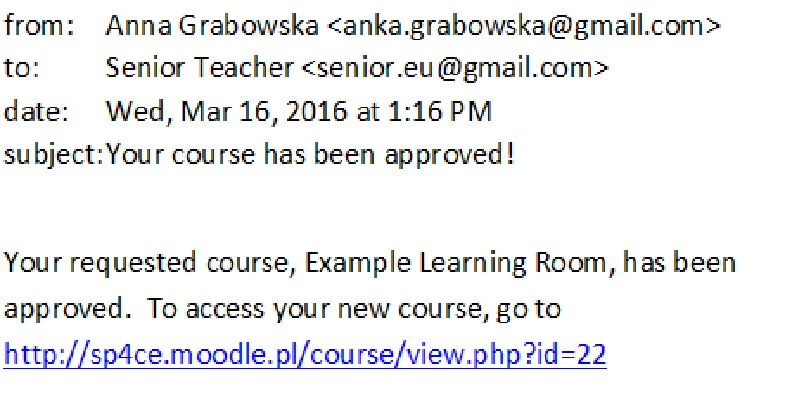 from: Anna Grabowska <anka.grabowska@gmail.com>
to: Senior Teacher <senior.eu@gmail.com>
date: Wed, Mar 16, 2016 at 1:16 PM
subject:Your course has been approved!
Your requested course, Example Learning Room, has been
approved. To access your new course, go to
http://sp4ce.moodle.pl/course/view.php?id=22